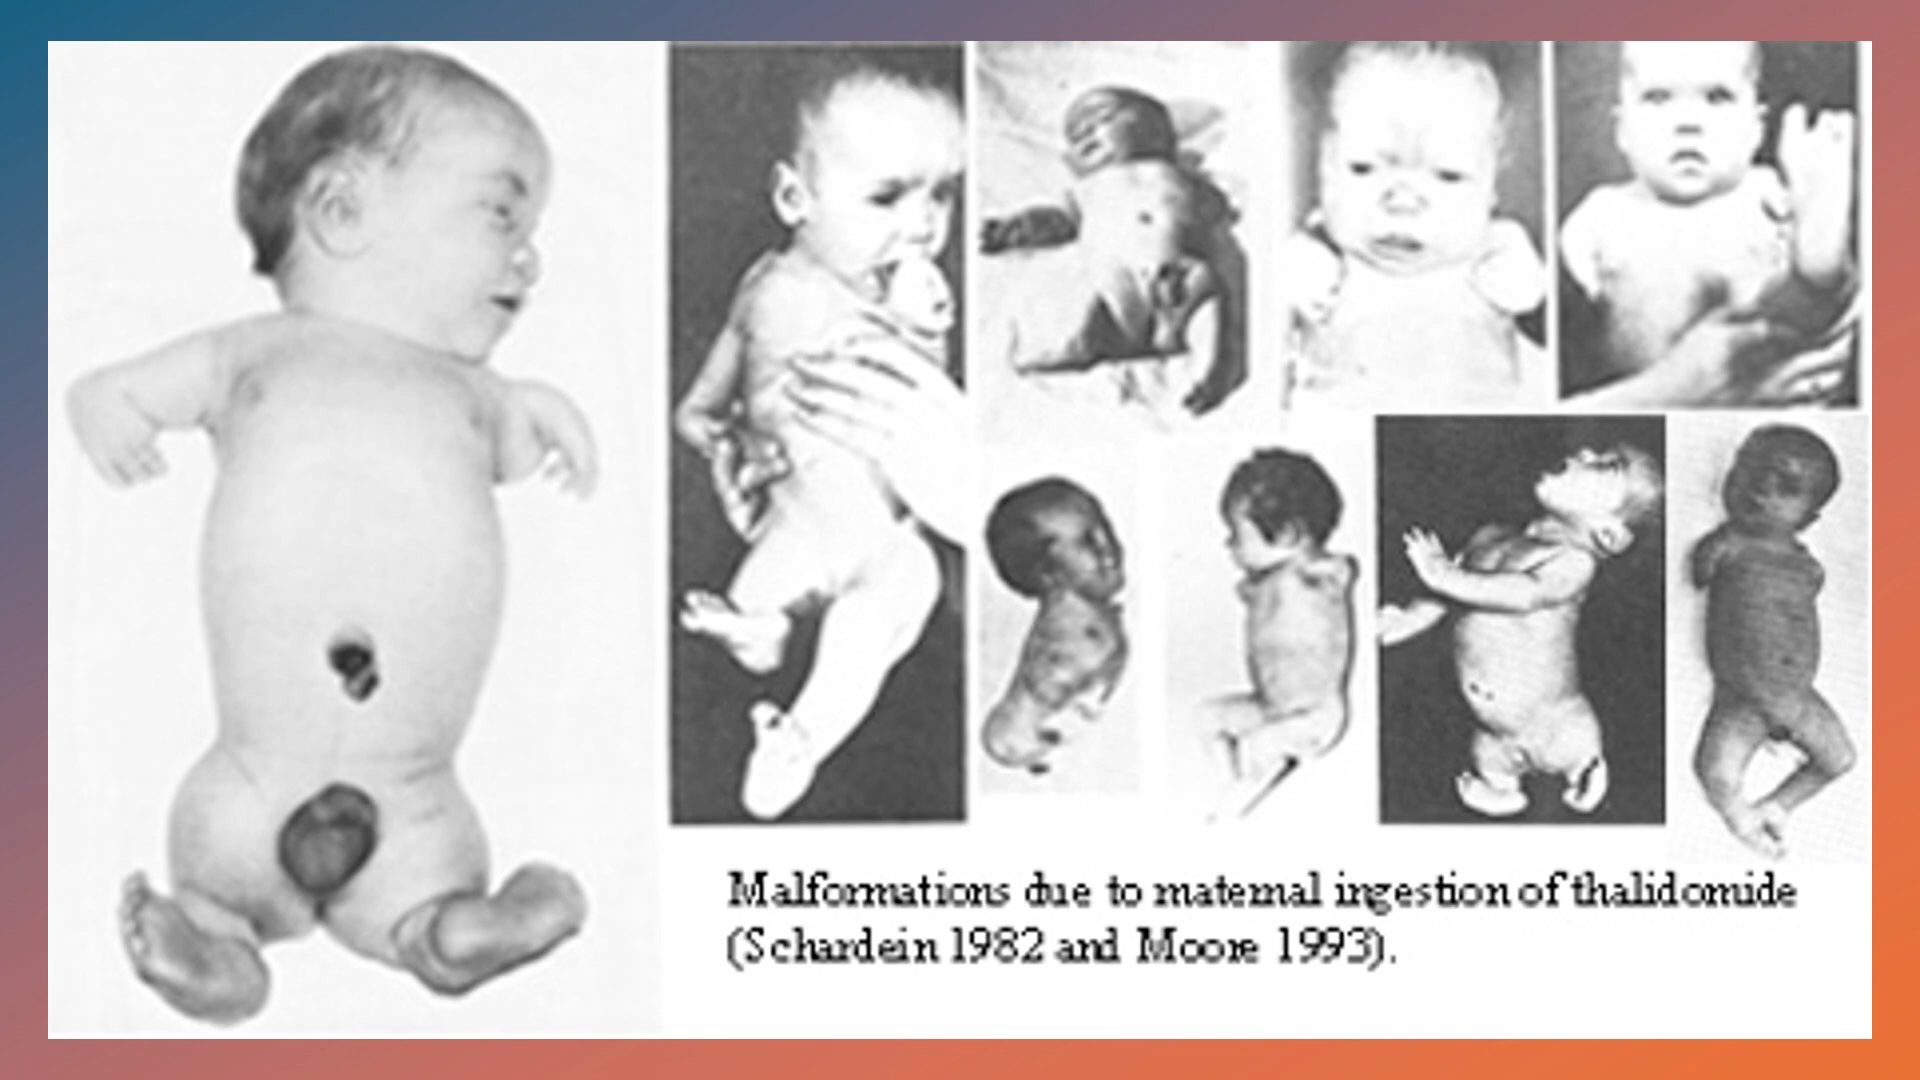 Malformations due to maternal ingestion of thalidomide
(Schardein 1982 and Moore 1993).